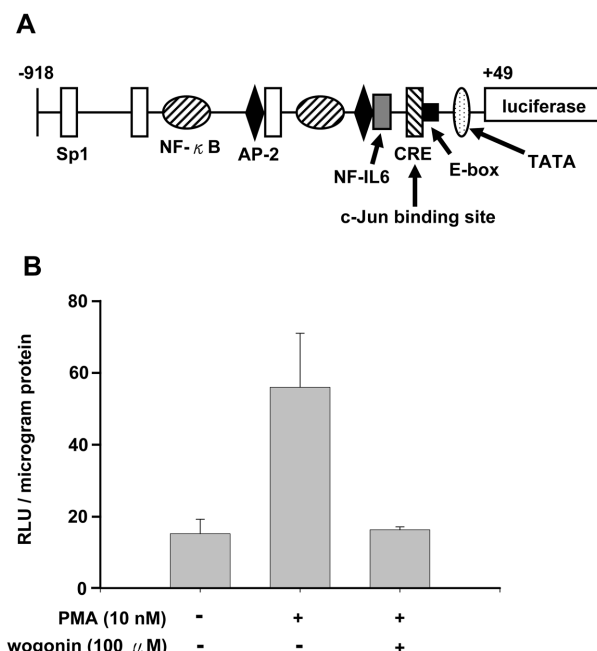 A
-918
+49
luciferase
Sp1
NF-κB
AP-2
NF-IL6
CRE
E-box
TATA
c-Jun binding site
B
RLU / microgram protein
80
60
40
20
0
PMA (10 nM) - + +
wogonin (100 μM) - - +